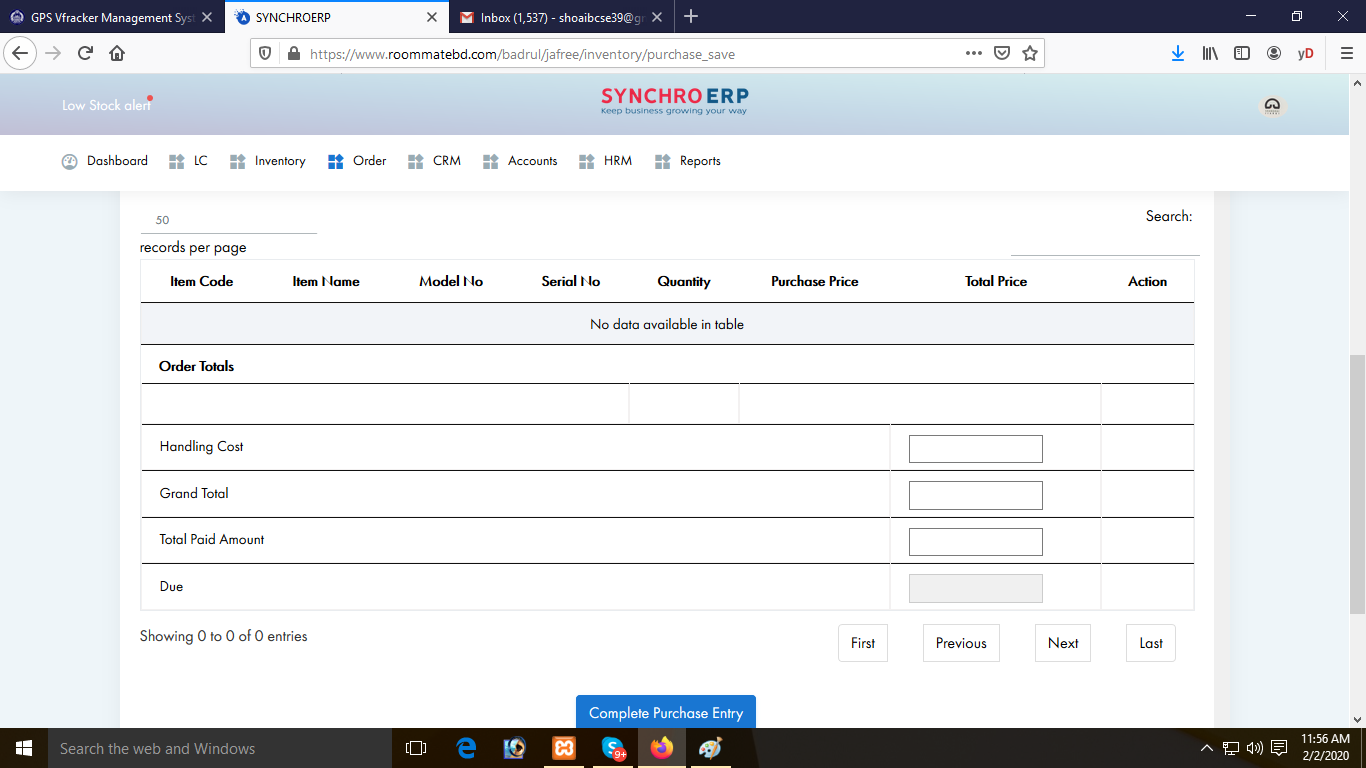 GPS Vfracker Management Syst
SYNCHROERP
Inbox (1,537) - shoaibcse39@gr
https://www.roommatebd.com/badrul/jafree/inventory/purchase_save
yD
Low Stock alert
SYNCHRO ERP
Keep business growing your way
Dashboard LC Inventory Order CRM Accounts HRM Reports
50
Search:
records per page
Item Code Item Name Model No Serial No Quantity Purchase Price Total Price Action
No data available in table
Order Totals
Handling Cost
Grand Total
Total Paid Amount
Due
Showing 0 to 0 of 0 entries
First Previous Next Last
Complete Purchase Entry
Search the web and Windows
9+
11:56 AM
2/2/2020